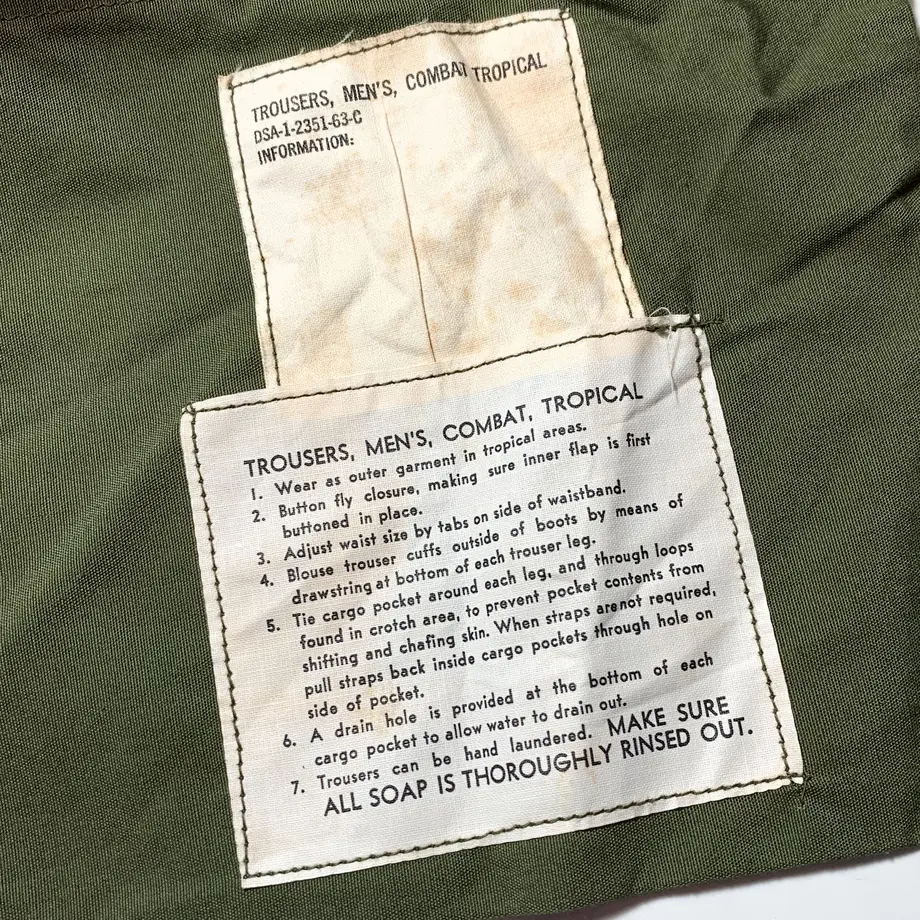 TROUSERS, MEN'S, COMBAT TROPICAL
DSA-1-2351-63-C
INFORMATION:
TROUSERS, MEN'S, COMBAT, TROPICAL
1. Wear as outer garment in tropical areas.
2. Button fly closure, making sure inner flap is first
buttoned in place.
3. Adjust waist size by tabs on side of waistband.
4. Blouse trouser cuffs outside of boots by means of
drawstring at bottom of each trouser leg.
5. Tie cargo pocket around each leg, and through loops
found in crotch area, to prevent pocket contents from
shifting and chafing skin. When straps are not required,
pull straps back inside cargo pockets through hole on
side of pocket.
6. A drain hole is provided at the bottom of each
cargo pocket to allow water to drain out.
7. Trousers can be hand laundered. MAKE SURE
ALL SOAP IS THOROUGHLY RINSED OUT.